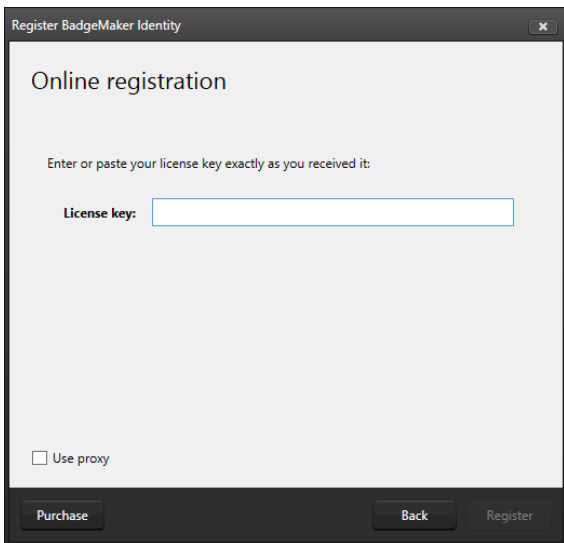 Register BadgeMaker Identity
Online registration
Enter or paste your license key exactly as you received it:
License key:
Use proxy
Purchase
Back
Register